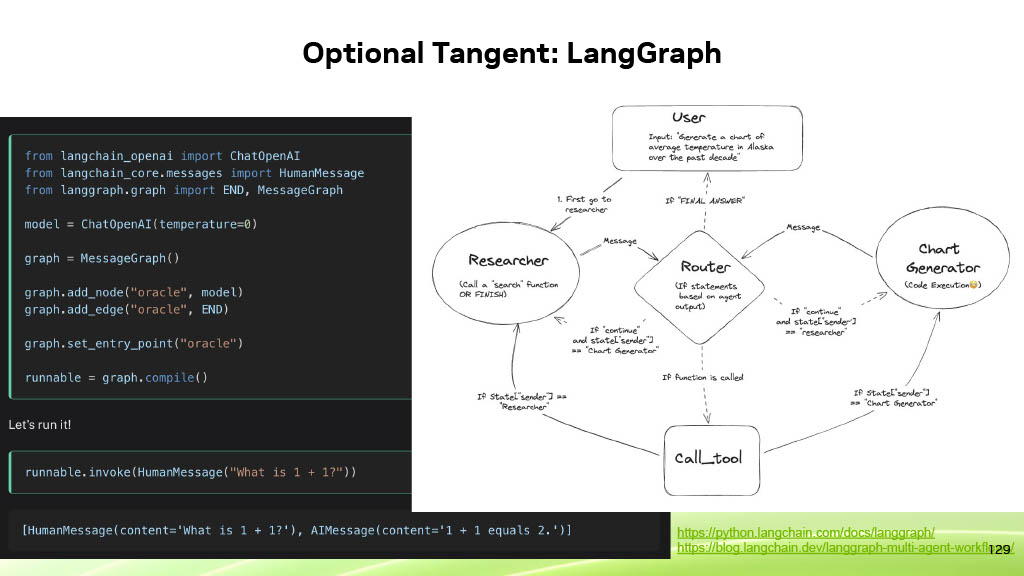 Optional Tangent: LangGraph
from langchain_openai import ChatOpenAI
from langchain_core.messages import HumanMessage
from langgraph.graph import END, MessageGraph
model = ChatOpenAI(temperature=0)
graph = MessageGraph()
graph.add_node("oracle", model)
graph.add_edge("oracle", END)
graph.set_entry_point("oracle")
runnable = graph.compile()
Let's run it!
runnable.invoke(HumanMessage("What is 1 + 1?"))
[HumanMessage(content='What is 1 + 1?'), AIMessage(content='1 + 1 equals 2.')]
User
Input: "Generate a chart of
average temperature in Alaska
over the past decade"
1. First go to
researcher
If "FINAL ANSWER"
Researcher
(Call a "search" function
OR FINISH)
Message
Router
(If statements
based on agent
output)
Message
Chart
Generator
(Code Execution😊)
If "continue"
and state["sender"]
== "Chart Generator"
If "continue"
and state["sender"]
== "researcher"
If function is called
If State["sender"] ==
"Researcher"
If State["sender"]
== "Chart Generator"
Call_tool
https://python.langchain.com/docs/langgraph/
https://blog.langchain.dev/langgraph-multi-agent-workflows/
129